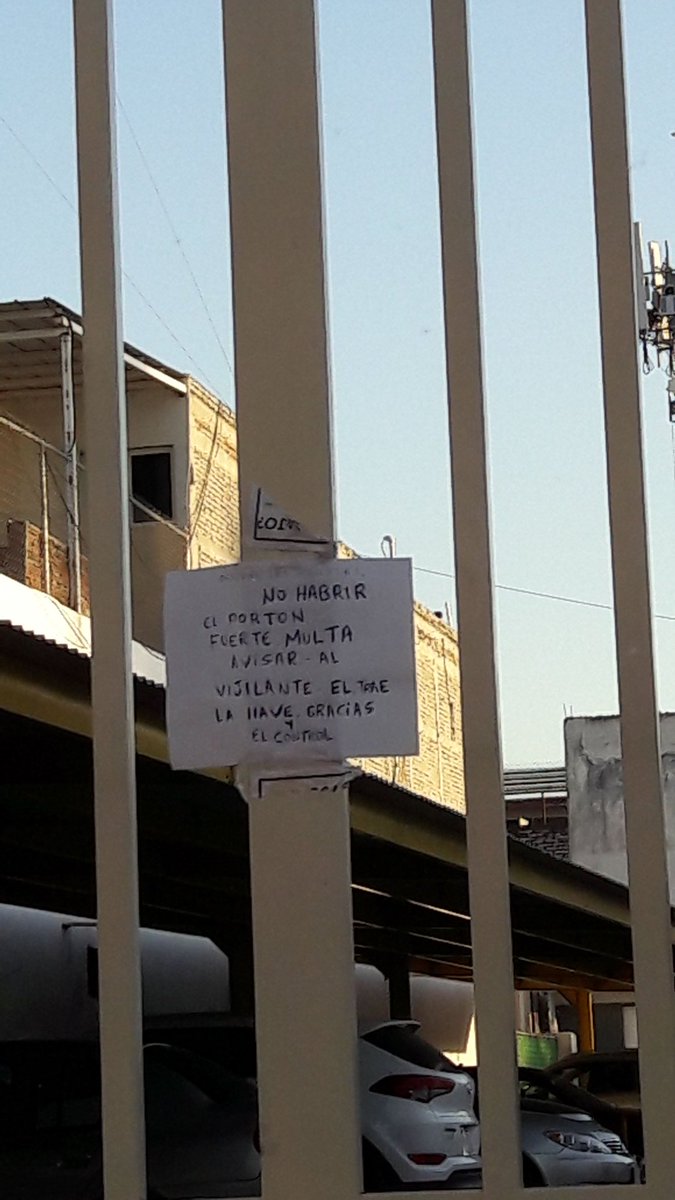 NO HABRIR
EL PORTON
FUERTE MULTA
AVISAR - AL
VIJILANTE EL TRAE
LA llAVE. GRACIAS
Y
EL CONTROL